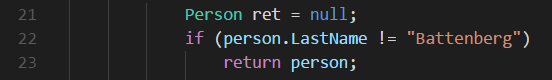 21 Person ret = null;
22 if (person.LastName != "Battenberg")
23 return person;